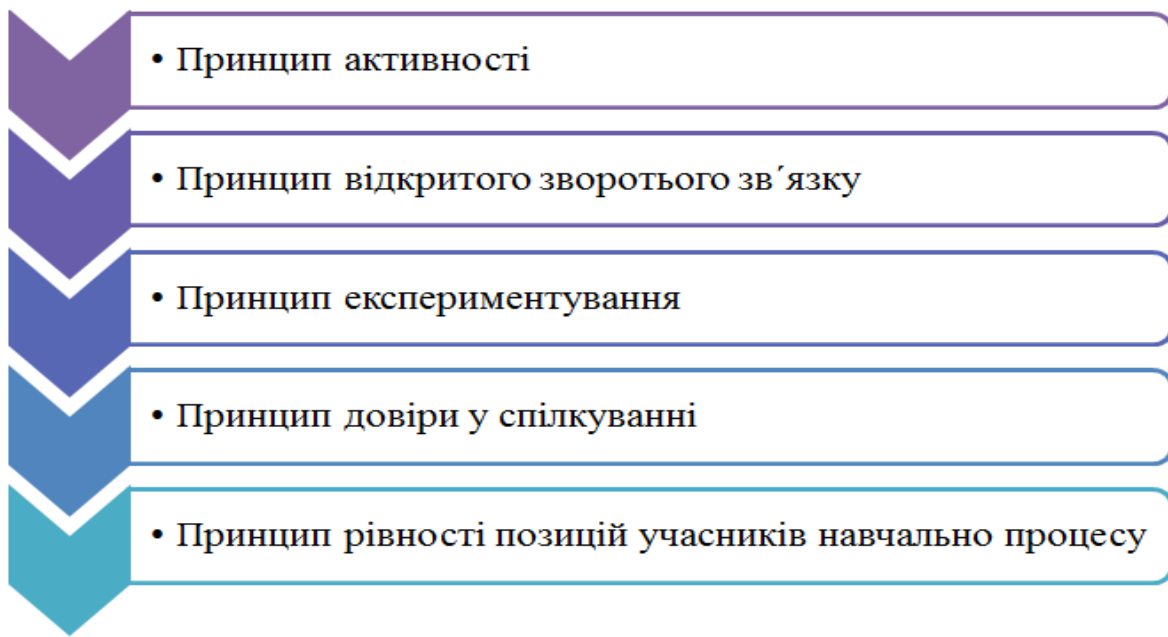 • Принцип активності
• Принцип відкритого зворотього зв´язку
• Принцип експериментування
• Принцип довіри у спілкуванні
• Принцип рівності позицій учасників навчально процесу